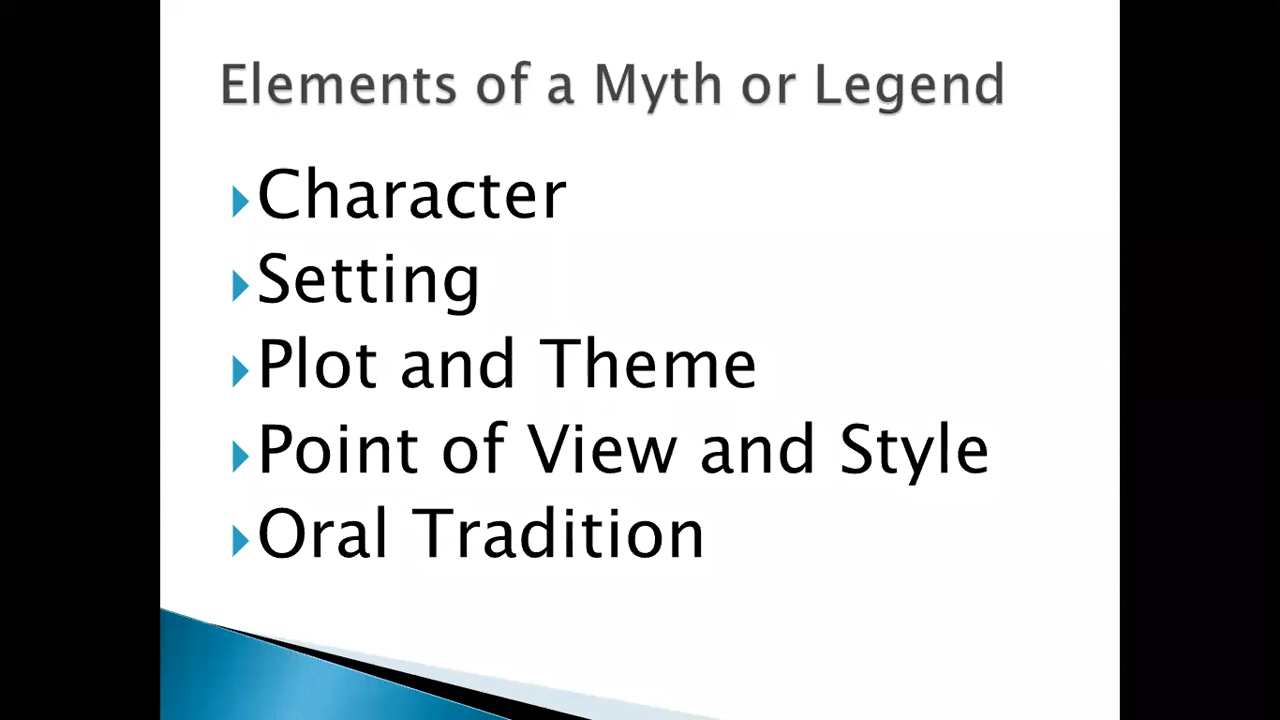 Elements of a Myth or Legend
Character
Setting
Plot and Theme
Point of View and Style
Oral Tradition